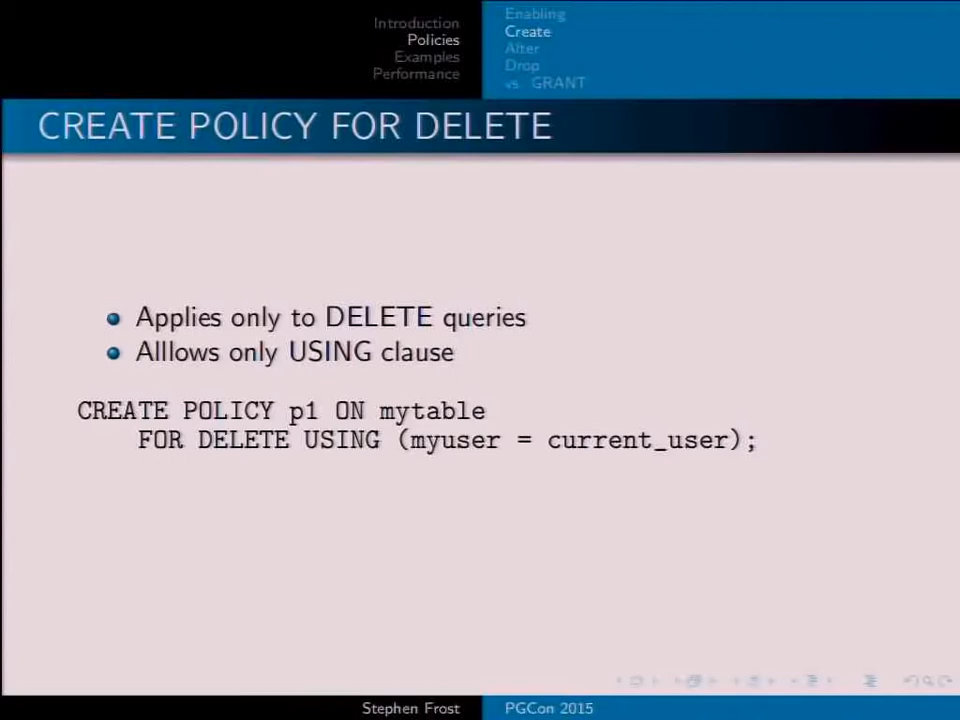 Introduction
Policies
Examples
Performance
Enabling
Create
Alter
Drop
vs. GRANT
CREATE POLICY FOR DELETE
Applies only to DELETE queries
Alllows only USING clause
CREATE POLICY p1 ON mytable
FOR DELETE USING (myuser = current_user);
Stephen Frost
PGCon 2015